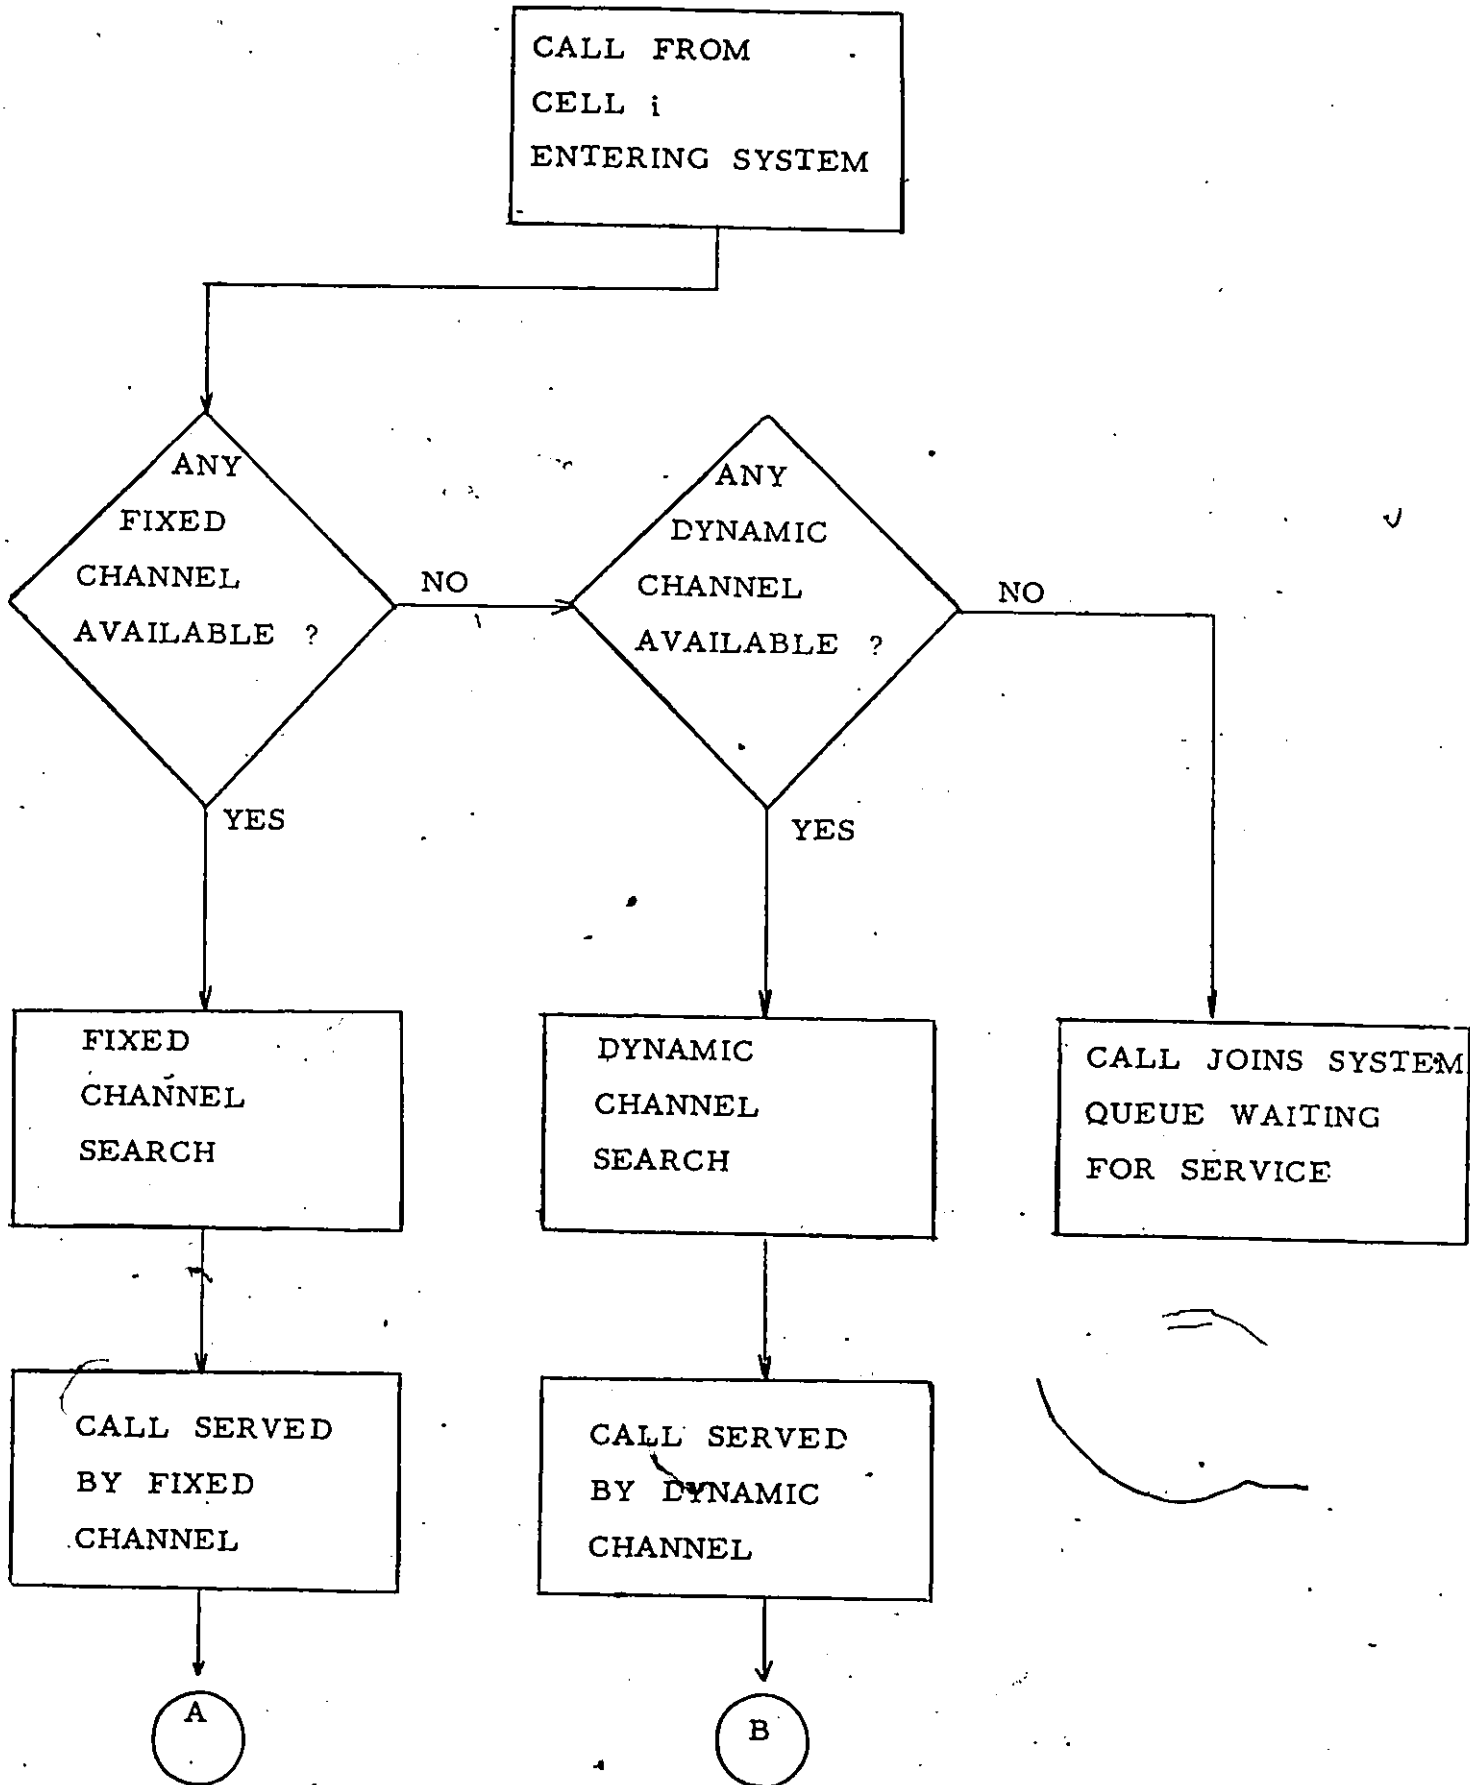 CALL FROM
CELL i
ENTERING SYSTEM
ANY
FIXED
CHANNEL
AVAILABLE ?
NO
ANY
DYNAMIC
CHANNEL
AVAILABLE ?
NO
YES
YES
FIXED
CHANNEL
SEARCH
DYNAMIC
CHANNEL
SEARCH
CALL JOINS SYSTEM
QUEUE WAITING
FOR SERVICE
CALL SERVED
BY FIXED
CHANNEL
CALL SERVED
BY DYNAMIC
CHANNEL
A
B